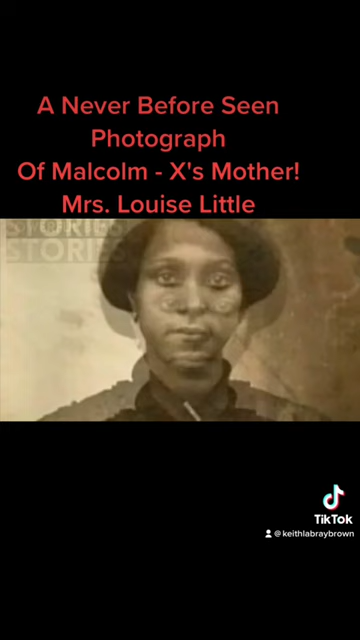 A Never Before Seen
Photograph
Of Malcolm - X's Mother!
Mrs. Louise Little
STORIES
STORIES
TikTok
@keithlabraybrown